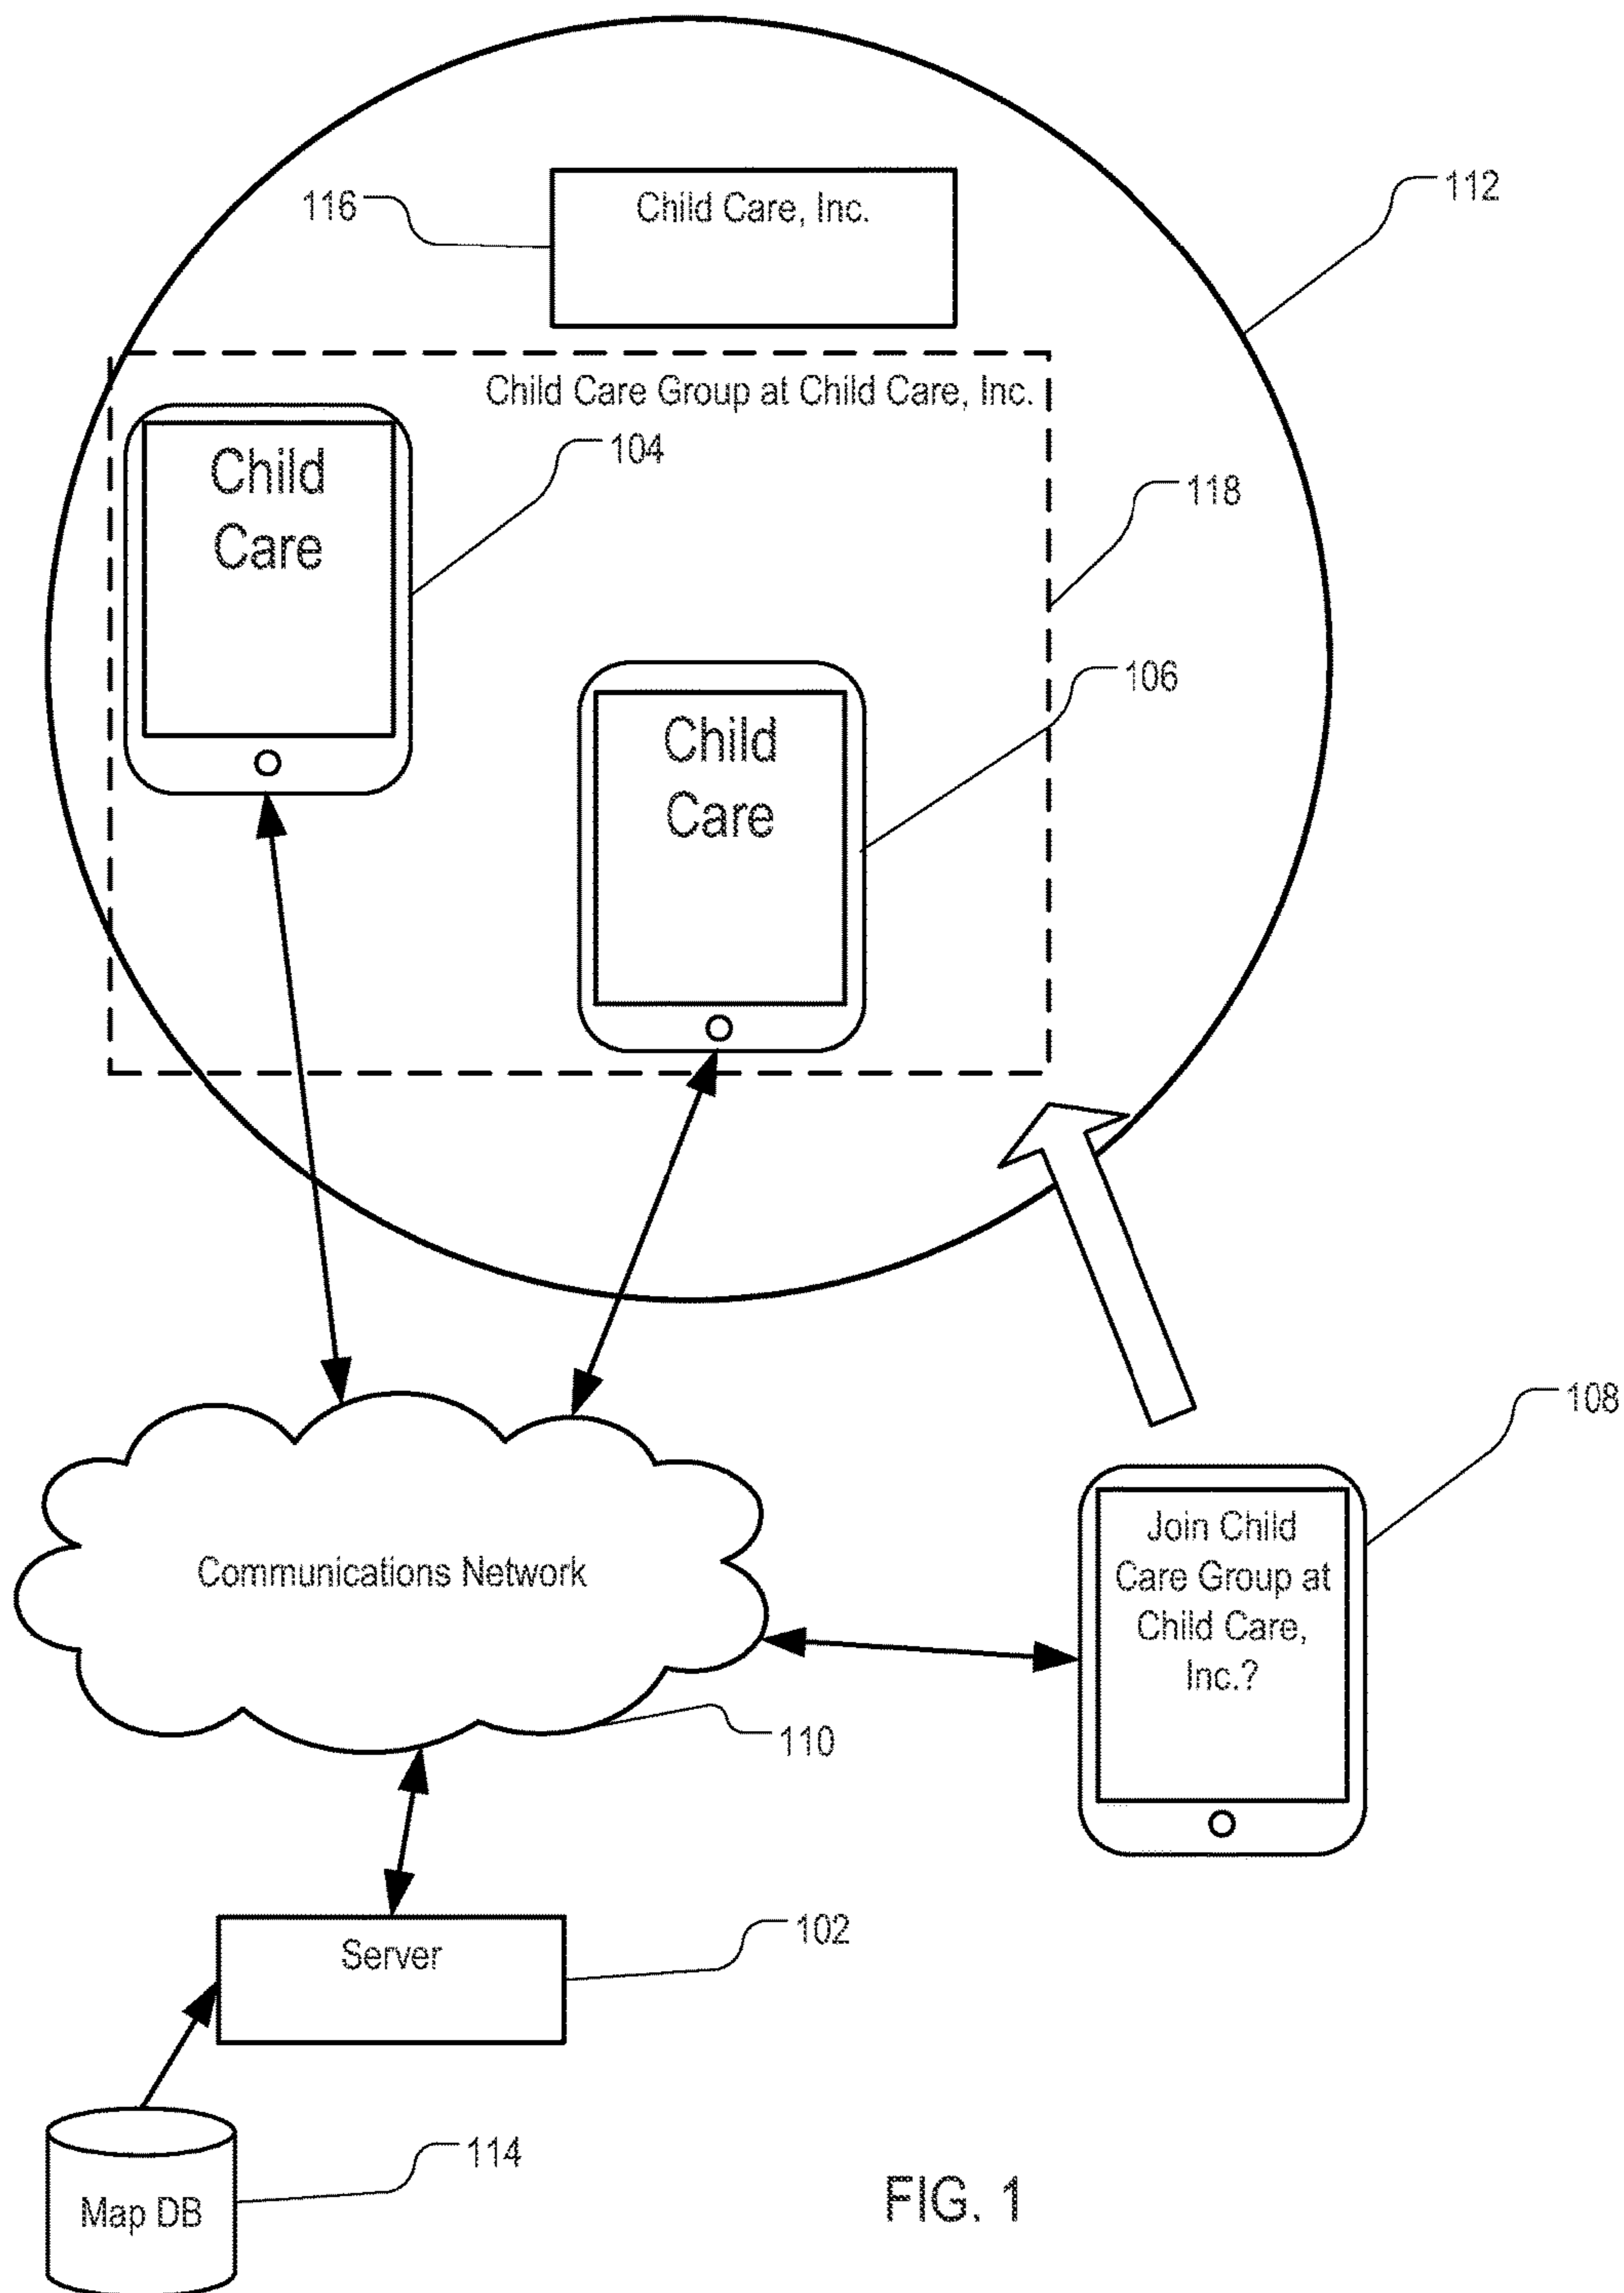 Child Care, Inc.
116
112
Child Care Group at Child Care, Inc.
Child
Care
104
118
Child
Care
106
Communications Network
108
Join Child
Care Group at
Child Care,
Inc.?
110
Server
102
Map DB
114
FIG. 1